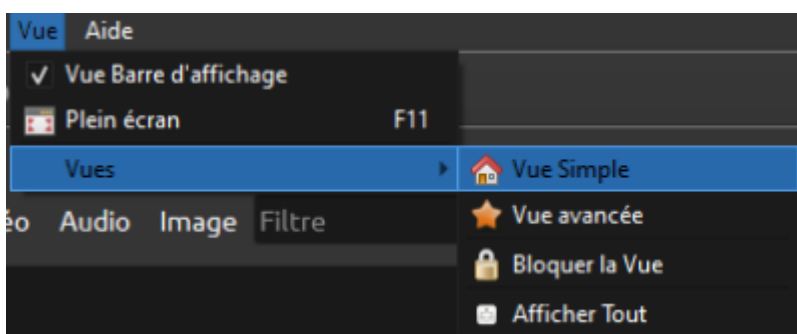 Vue Aide
Vue Barre d'affichage
Plein écran F11
Vues
Vue Simple
éo Audio Image Filtre
Vue avancée
Bloquer la Vue
Afficher Tout